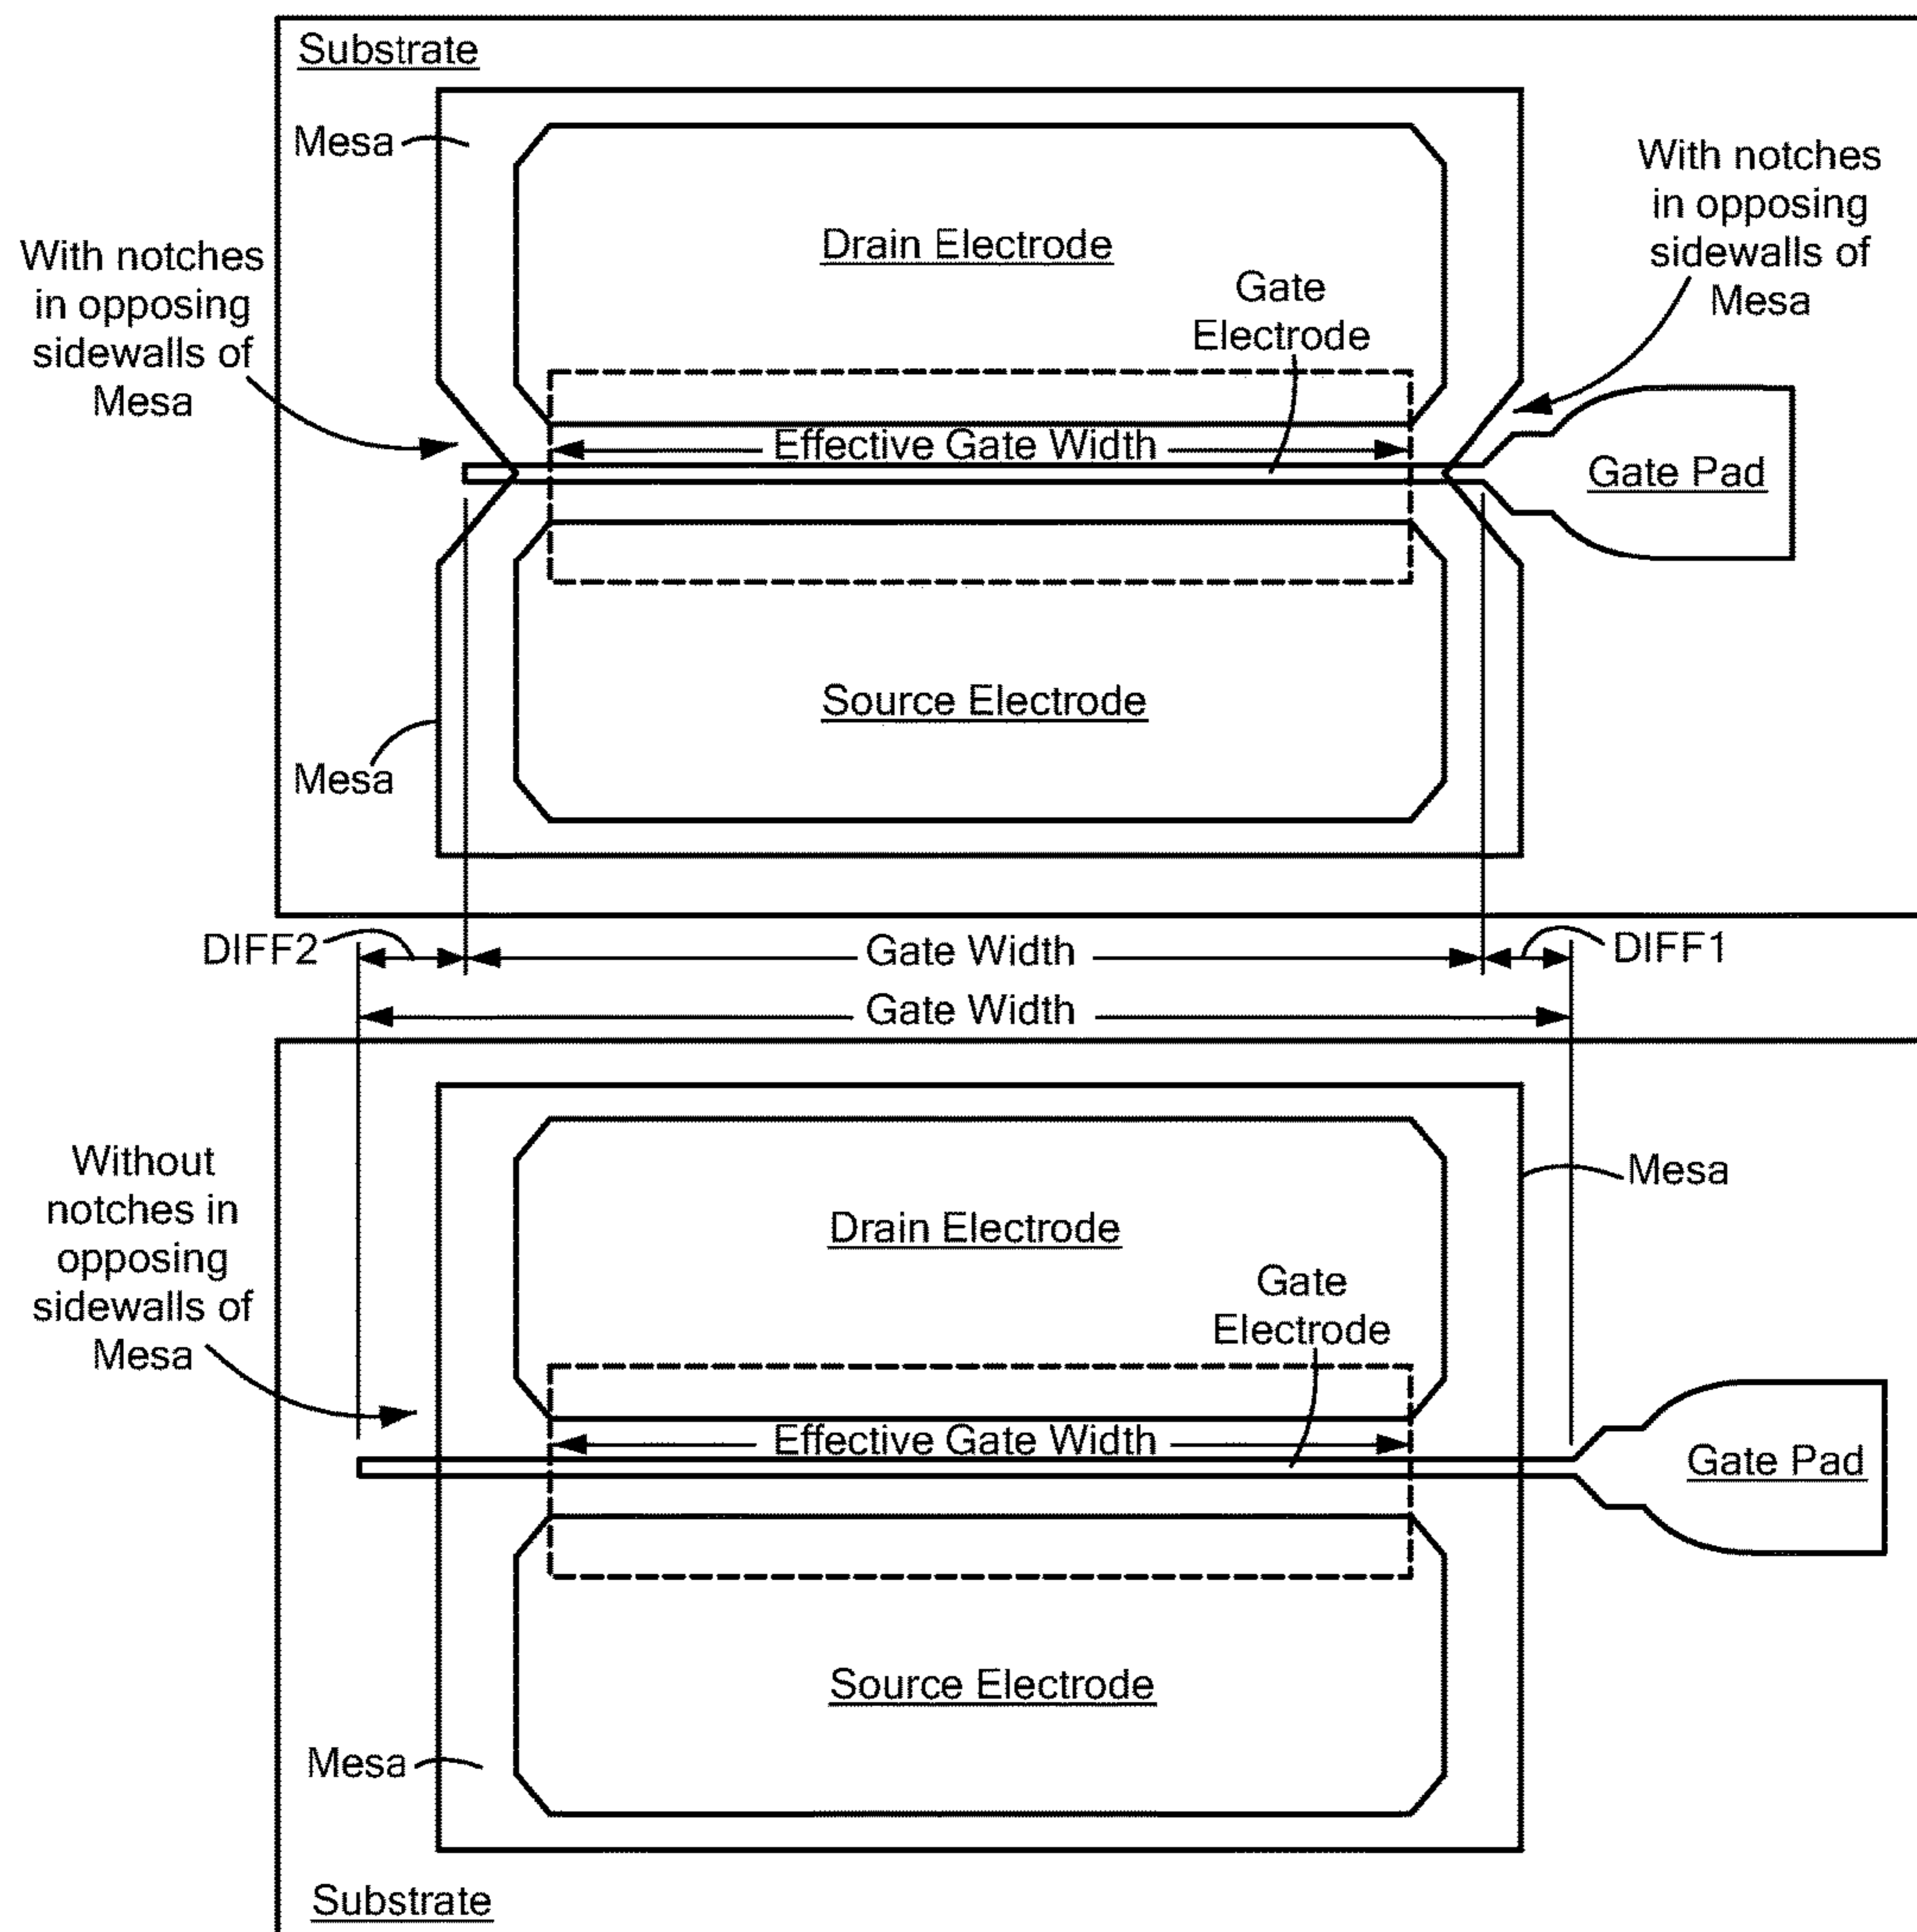 Substrate
Mesa
With notches
in opposing
sidewalls of
Mesa
With notches
in opposing
sidewalls of
Mesa
Drain Electrode
Gate
Electrode
Effective Gate Width
Gate Pad
Source Electrode
Mesa
DIFF2
Gate Width
DIFF1
Gate Width
Without
notches in
opposing
sidewalls of
Mesa
Mesa
Drain Electrode
Gate
Electrode
Effective Gate Width
Gate Pad
Source Electrode
Mesa
Substrate